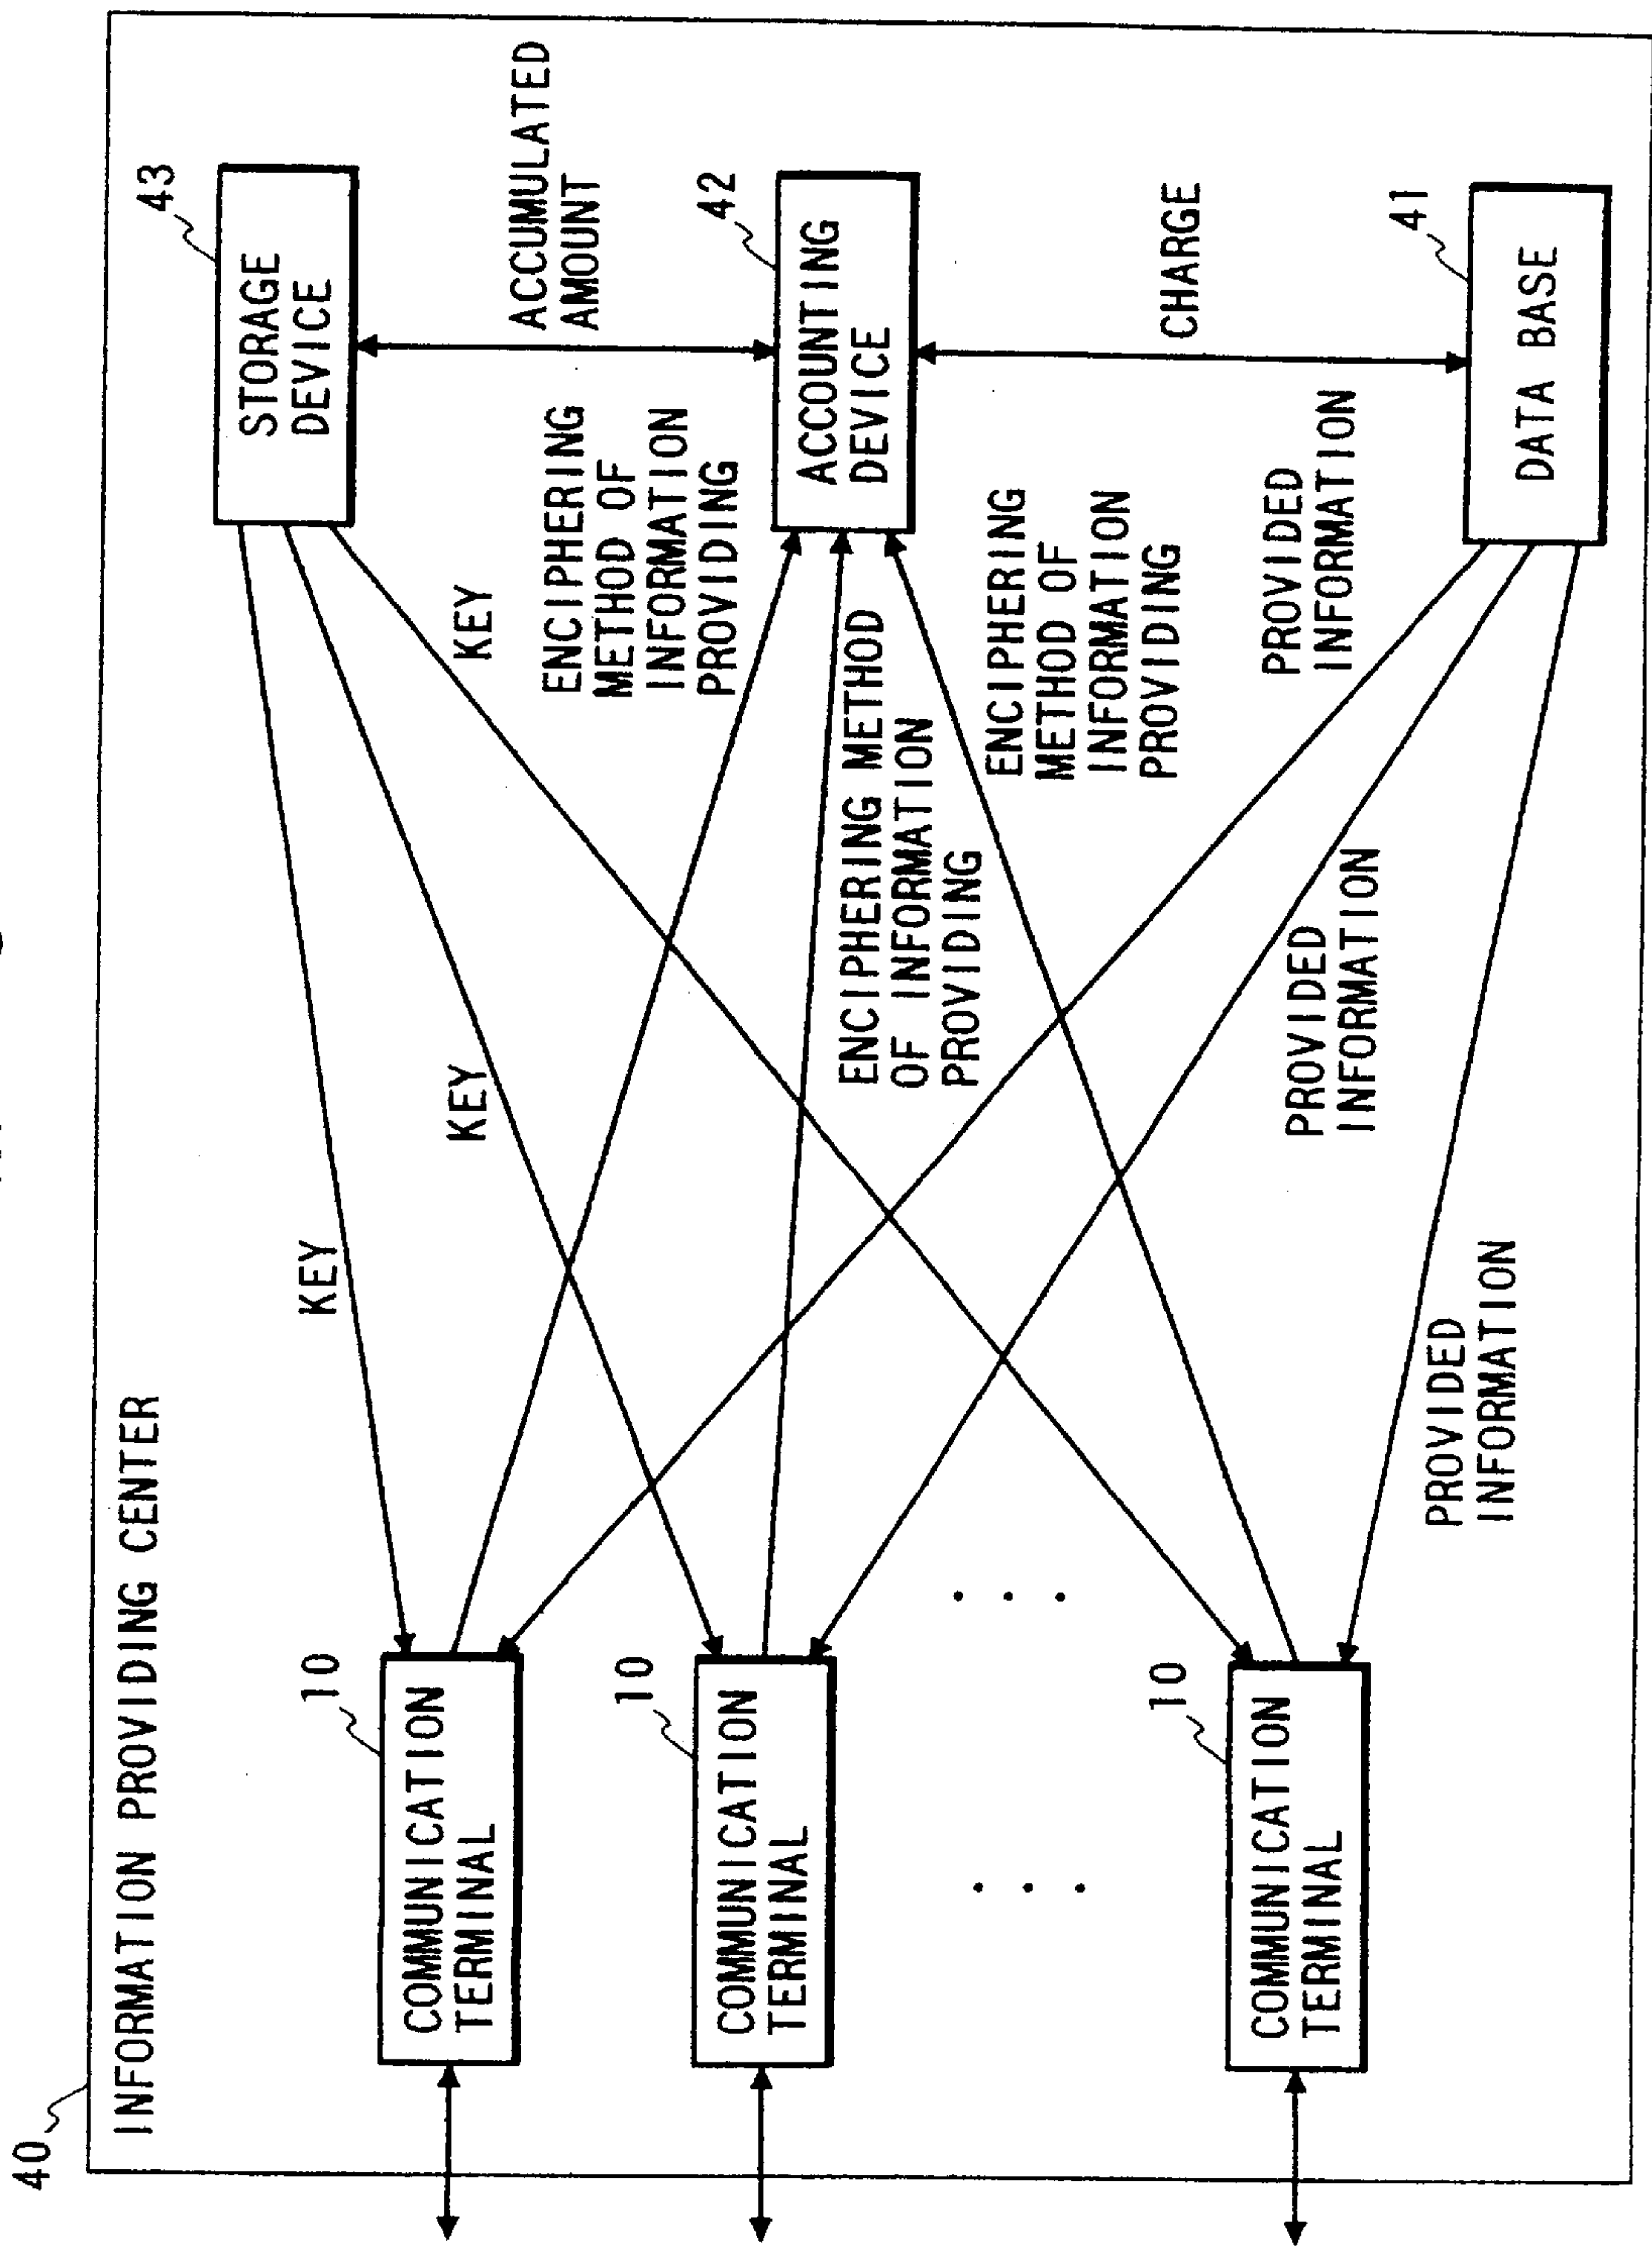 40
INFORMATION PROVIDING CENTER
43
STORAGE
DEVICE
ACCUMULATED
AMOUNT
KEY
KEY
KEY
10
COMMUNICATION
TERMINAL
ENCIPHERING
METHOD OF
INFORMATION
PROVIDING
42
ACCOUNTING
DEVICE
10
COMMUNICATION
TERMINAL
ENCIPHERING METHOD
OF INFORMATION
PROVIDING
ENCIPHERING
METHOD OF
INFORMATION
PROVIDING
CHARGE
PROVIDED
INFORMATION
41
DATA BASE
10
COMMUNICATION
TERMINAL
PROVIDED
INFORMATION
PROVIDED
INFORMATION